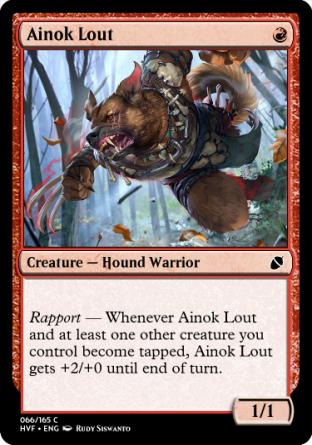 Ainok Lout
Creature — Hound Warrior
Rapport — Whenever Ainok Lout
and at least one other creature you
control become tapped, Ainok Lout
gets +2/+0 until end of turn.
1/1
066/165 C
HVF • ENG Rudy Siswanto